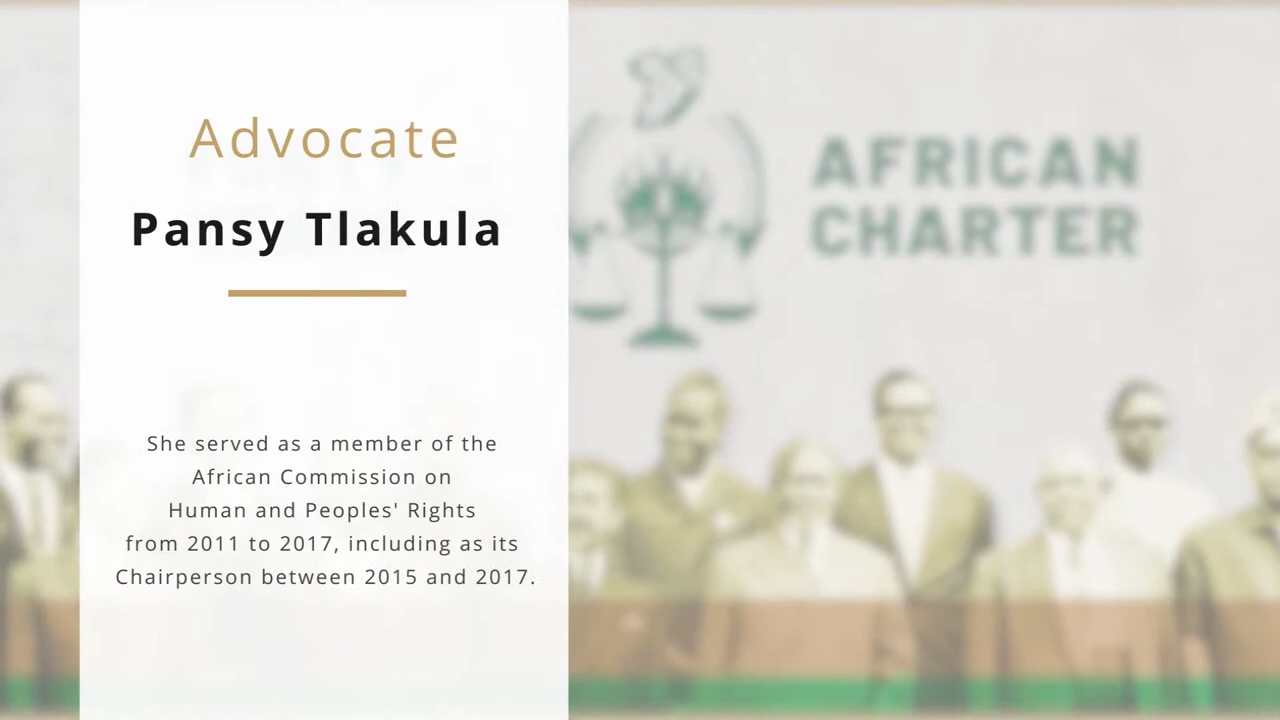 Advocate
Pansy Tlakula
She served as a member of the
African Commission on
Human and Peoples' Rights
from 2011 to 2017, including as its
Chairperson between 2015 and 2017.
AFRICAN
CHARTER